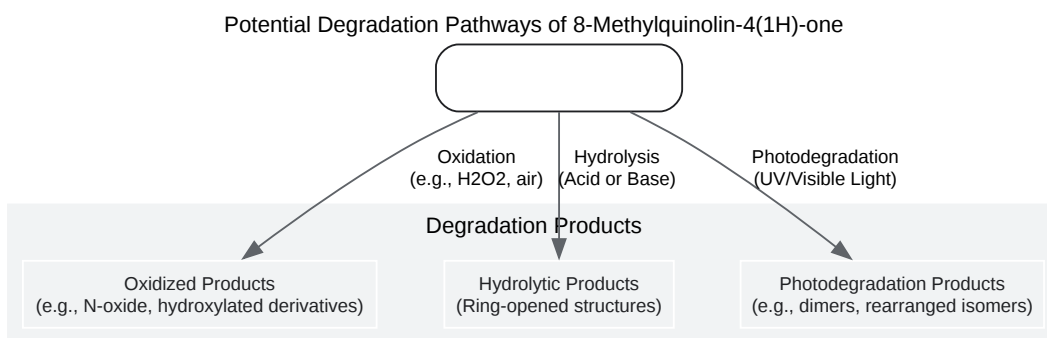 Potential Degradation Pathways of 8-Methylquinolin-4(1H)-one
Oxidation
(e.g., H2O2, air)
Hydrolysis
(Acid or Base)
Photodegradation
(UV/Visible Light)
Degradation Products
Oxidized Products
(e.g., N-oxide, hydroxylated derivatives)
Hydrolytic Products
(Ring-opened structures)
Photodegradation Products
(e.g., dimers, rearranged isomers)